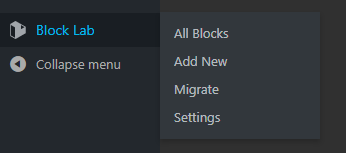 Block Lab
Collapse menu
All Blocks
Add New
Migrate
Settings